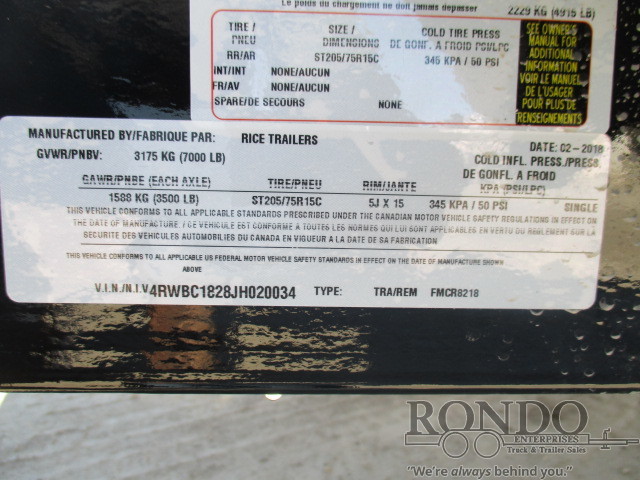 Le poids du chargement ne doit jamais dépasser
2229 KG (4915 LB)
TIRE / PNEU
SIZE / DIMENSIONS
COLD TIRE PRESS DE GONFL. A FROID PSI/LPC
RR/AR ST205/75R15C 345 KPA / 50 PSI
INT/INT NONE/AUCUN
FR/AV NONE/AUCUN
SPARE/DE SECOURS NONE
SEE OWNER'S
MANUAL FOR
ADDITIONAL
INFORMATION
VOIR LE MANUEL
DE L'USAGER
POUR PLUS DE
RENSEIGNEMENTS
MANUFACTURED BY/FABRIQUE PAR: RICE TRAILERS DATE: 02-2018
GVWR/PNBV: 3175 KG (7000 LB) COLD INFL. PRESS./PRESS
DE GONFL. A FROID
GAWR/PNBE (EACH AXLE) TIRE/PNEU RIM/JANTE KPA (PSI/LPC)
1588 KG (3500 LB) ST205/75R15C 5J X 15 345 KPA / 50 PSI SINGLE
THIS VEHICLE CONFORMS TO ALL APPLICABLE STANDARDS PRESCRIBED UNDER THE CANADIAN MOTOR VEHICLE SAFETY REGULATIONS IN EFFECT ON
THE DATE OF MANUFACTURE. / CE VEHICULE EST CONFORME A TOUTES LES NORMES QUI LUI SONT APPLICABLES EN VERTU DU REGLEMENT SUR LA
SECURITE DES VEHICULES AUTOMOBILES DU CANADA EN VIGUEUR A LA DATE DE SA FABRICATION
THIS VEHICLE CONFORMS TO ALL APPLICABLE US FEDERAL MOTOR VEHICLE SAFETY STANDARDS IN EFFECT ON THE DATE OF MANUFACTURER SHOWN
ABOVE
V.I.N./N.I.V 4RWBC1828JH020034 TYPE: TRA/REM FMCR8218
RONDO
ENTERPRISES
Truck & Trailer Sales
"We're always behind you."